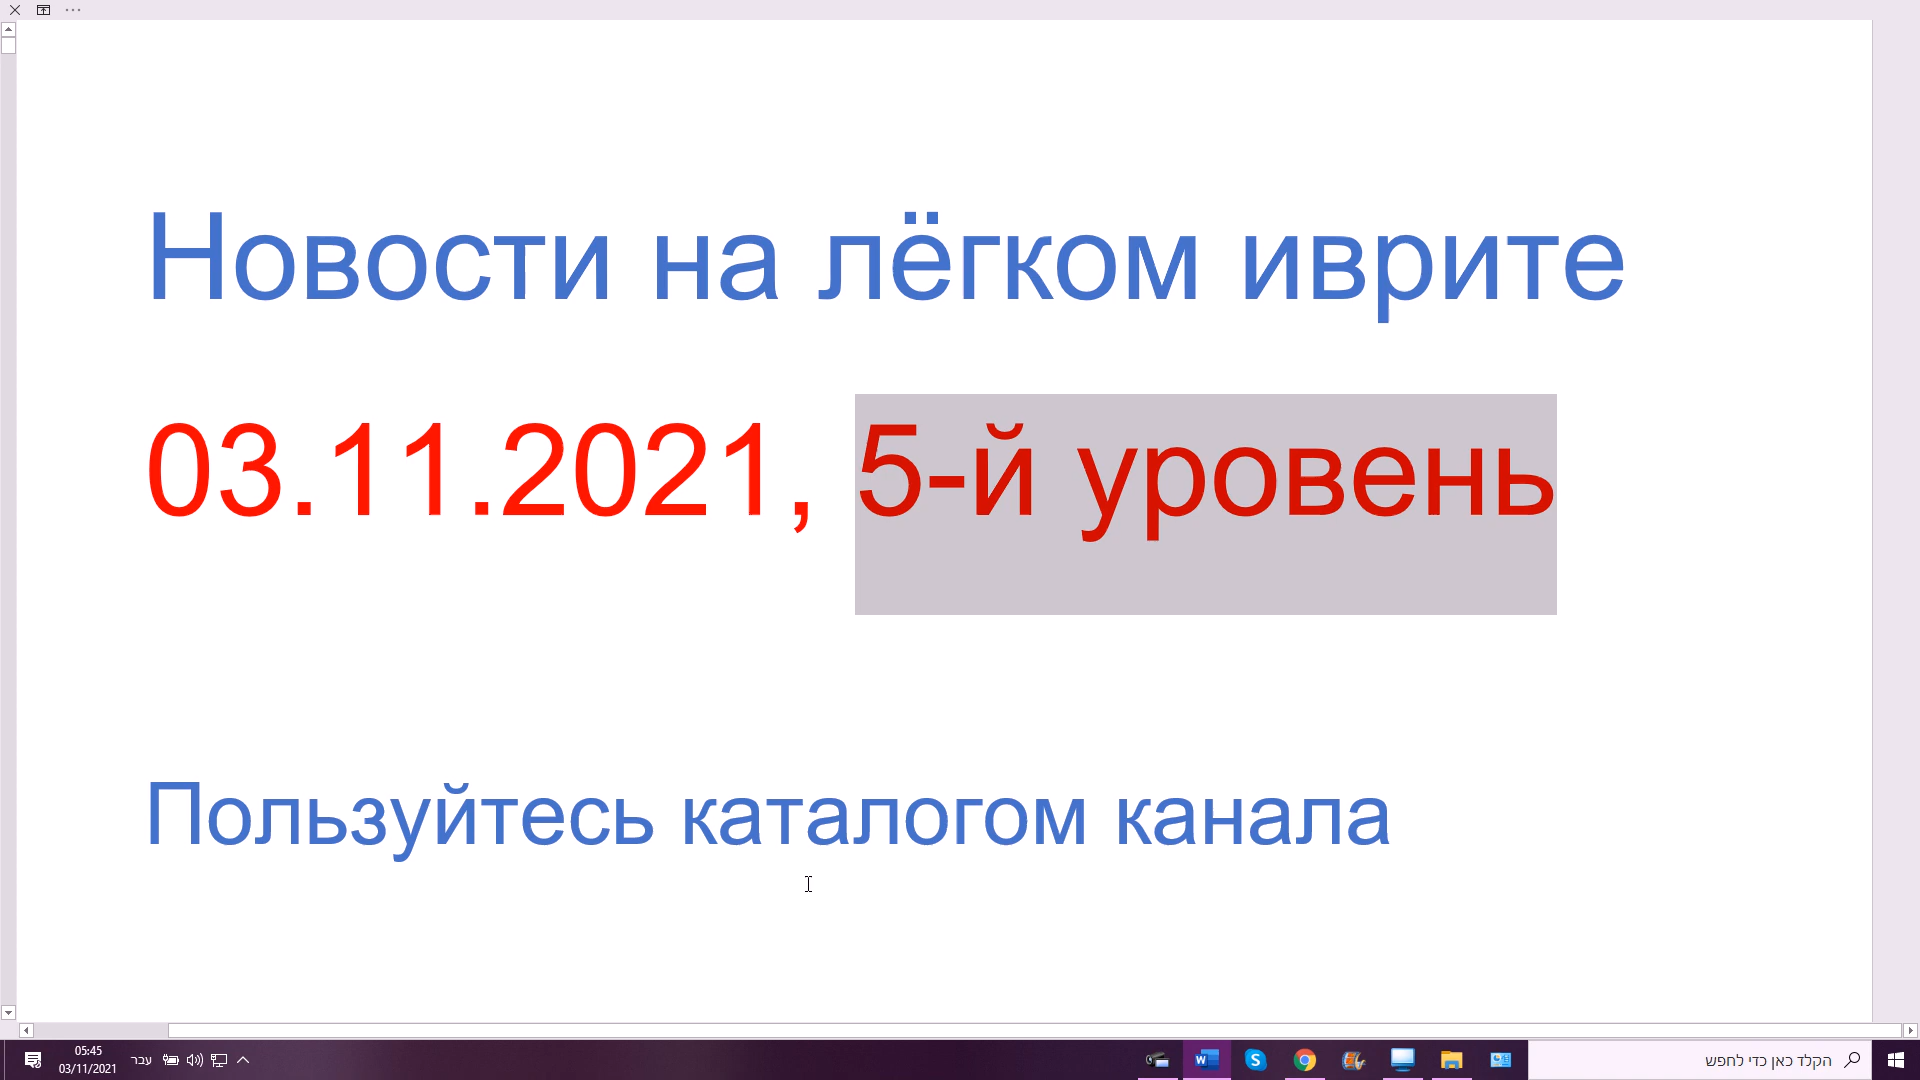 Новости на лёгком иврите
03.11.2021, 5-й уровень
Пользуйтесь каталогом канала
05:45
03/11/2021
עבר
הקלד כאן כדי לחפש